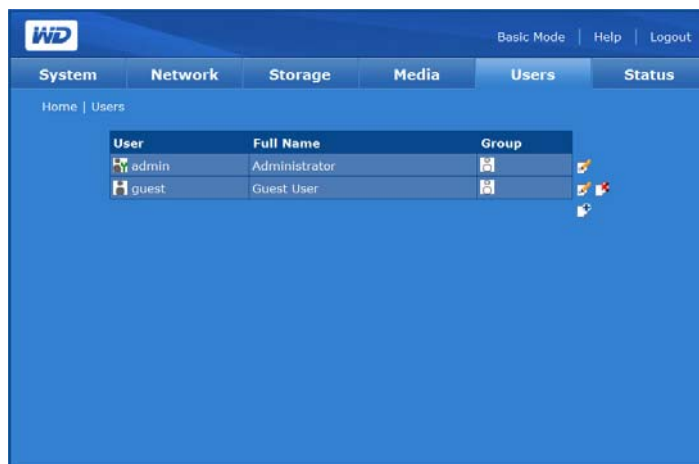 WD
Basic Mode | Help | Logout
System Network Storage Media Users Status
Home | Users
User Full Name Group
admin Administrator
guest Guest User